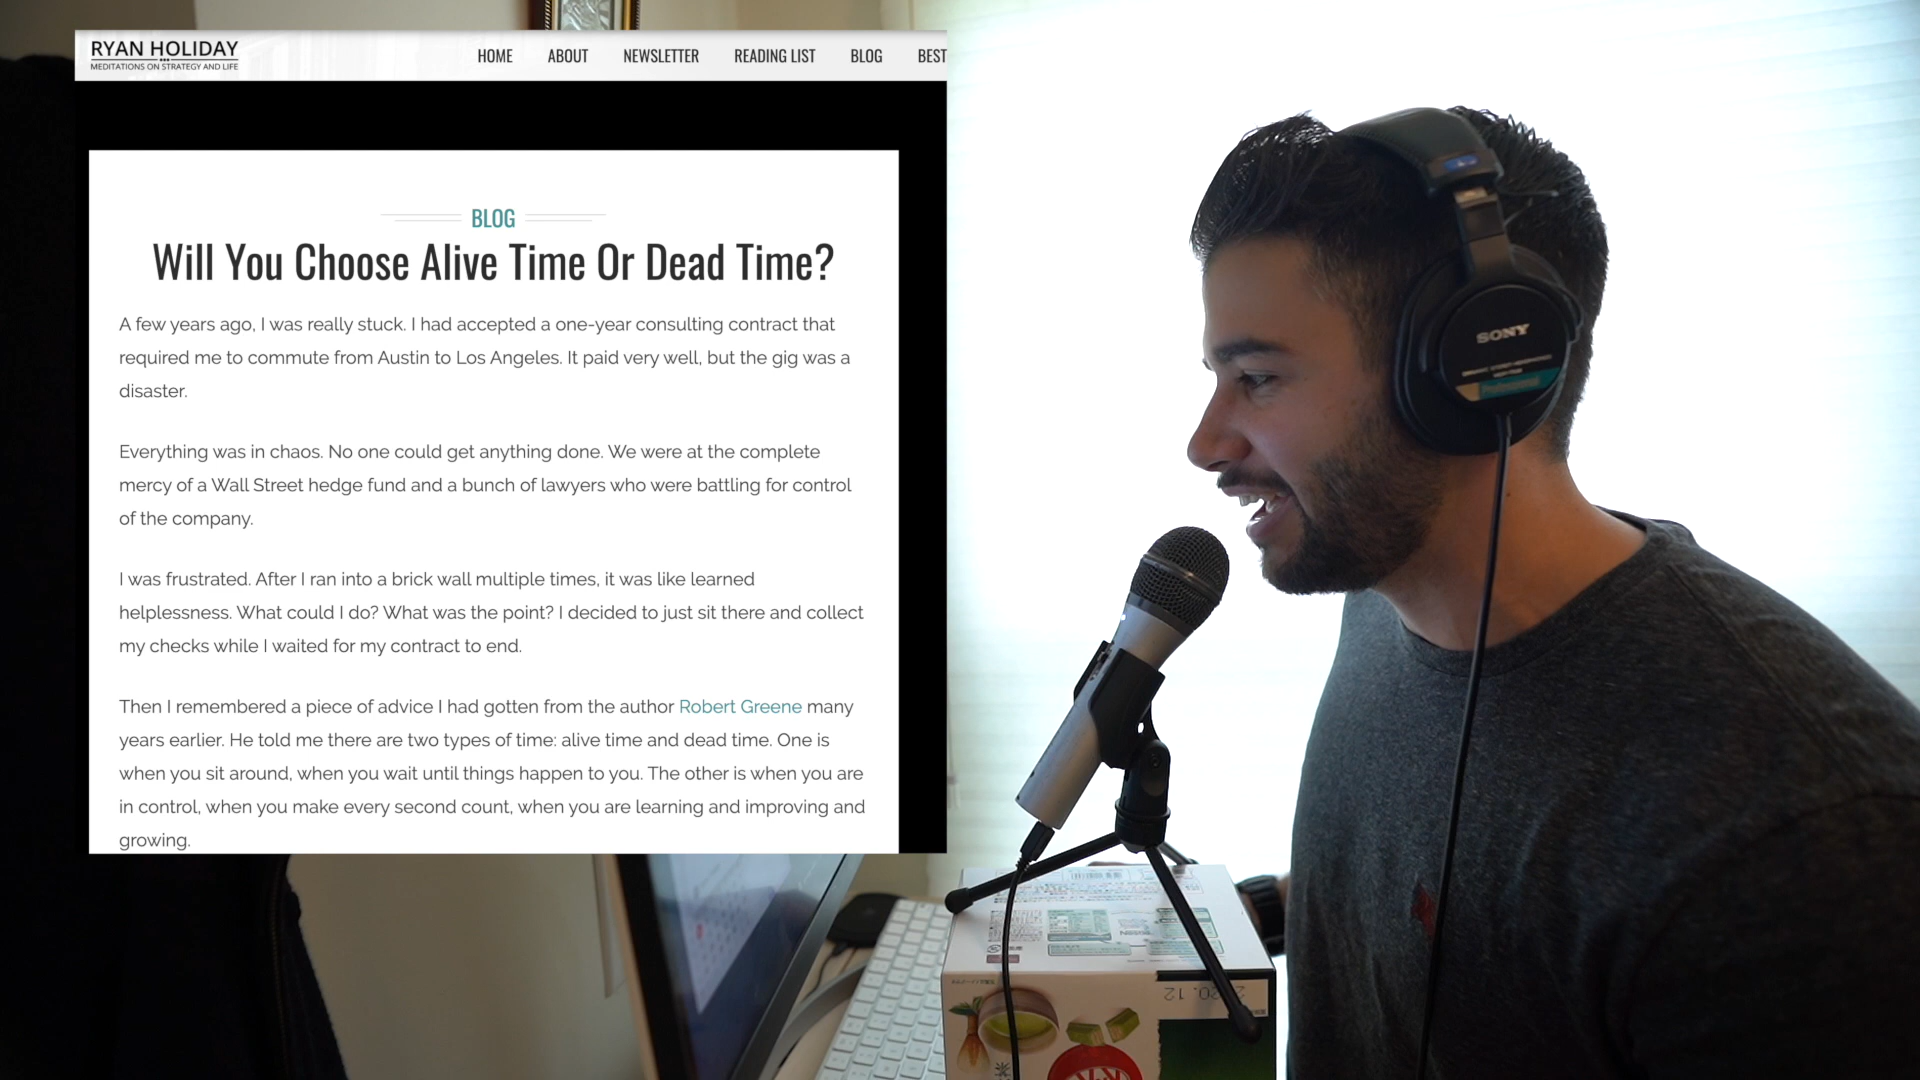 RYAN HOLIDAY
MEDITATIONS ON STRATEGY AND LIFE
HOME ABOUT NEWSLETTER READING LIST BLOG BEST
BLOG
Will You Choose Alive Time Or Dead Time?
A few years ago, I was really stuck. I had accepted a one-year consulting contract that
required me to commute from Austin to Los Angeles. It paid very well, but the gig was a
disaster.
Everything was in chaos. No one could get anything done. We were at the complete
mercy of a Wall Street hedge fund and a bunch of lawyers who were battling for control
of the company.
I was frustrated. After I ran into a brick wall multiple times, it was like learned
helplessness. What could I do? What was the point? I decided to just sit there and collect
my checks while I waited for my contract to end.
Then I remembered a piece of advice I had gotten from the author Robert Greene many
years earlier. He told me there are two types of time: alive time and dead time. One is
when you sit around, when you wait until things happen to you. The other is when you are
in control, when you make every second count, when you are learning and improving and
growing.
SONY
Professional